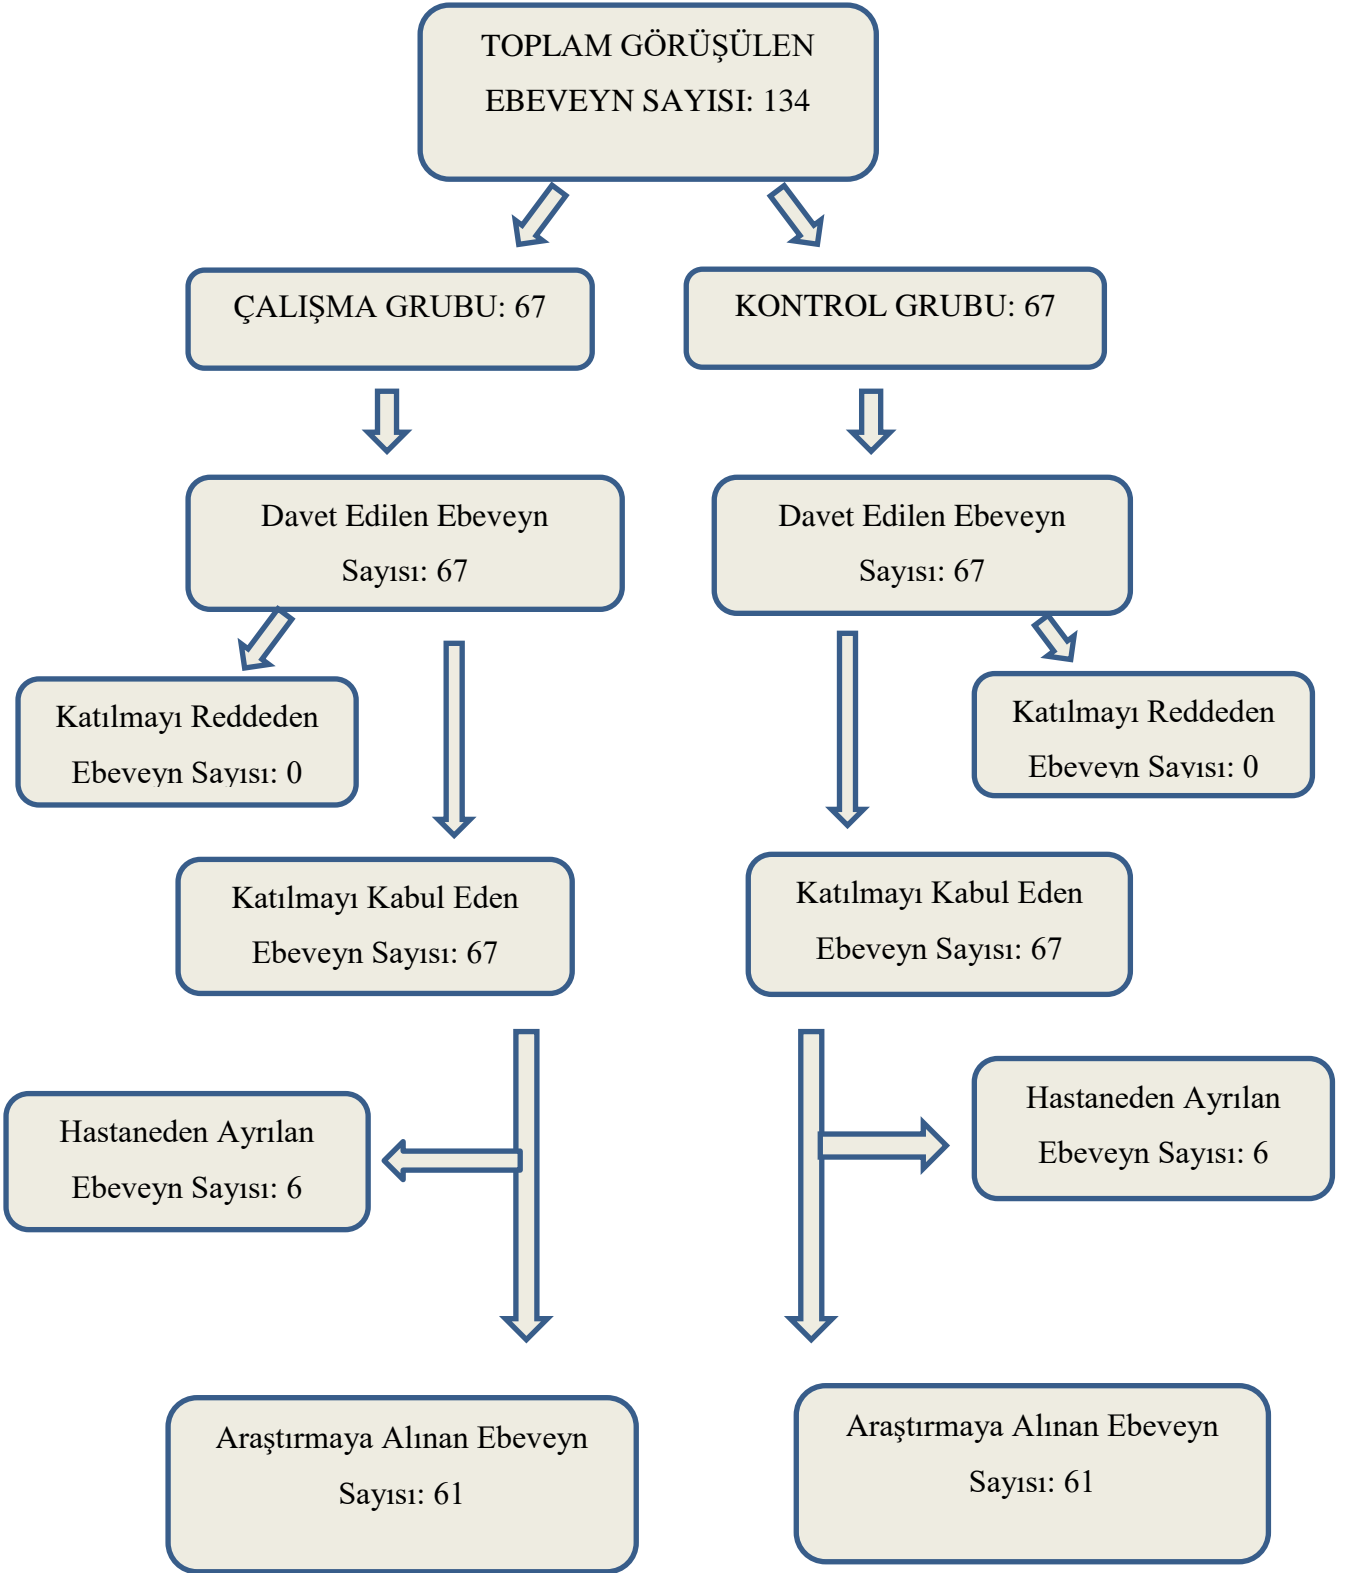 TOPLAM GÖRÜŞÜLEN
EBEVEYN SAYISI: 134
ÇALIŞMA GRUBU: 67
KONTROL GRUBU: 67
Davet Edilen Ebeveyn
Sayısı: 67
Davet Edilen Ebeveyn
Sayısı: 67
Katılmayı Reddeden
Ebeveyn Sayısı: 0
Katılmayı Reddeden
Ebeveyn Sayısı: 0
Katılmayı Kabul Eden
Ebeveyn Sayısı: 67
Katılmayı Kabul Eden
Ebeveyn Sayısı: 67
Hastaneden Ayrılan
Ebeveyn Sayısı: 6
Hastaneden Ayrılan
Ebeveyn Sayısı: 6
Araştırmaya Alınan Ebeveyn
Sayısı: 61
Araştırmaya Alınan Ebeveyn
Sayısı: 61